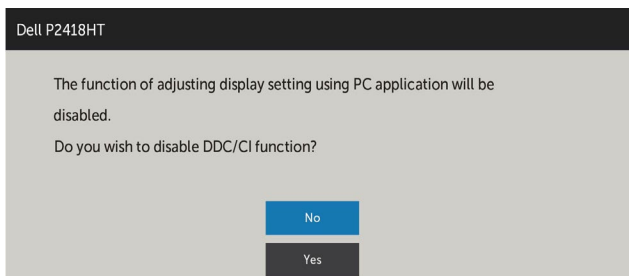 Dell P2418HT
The function of adjusting display setting using PC application will be
disabled.
Do you wish to disable DDC/CI function?
No
Yes